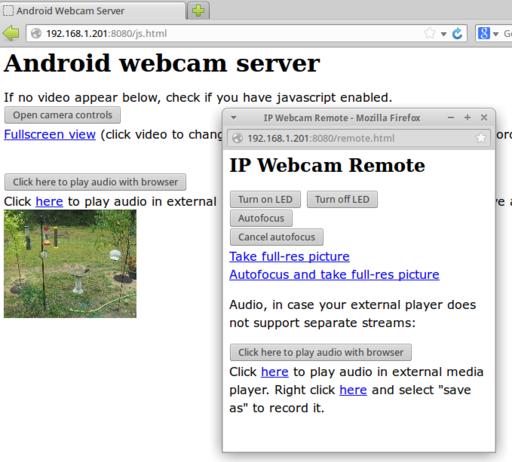 Android Webcam Server
192.168.1.201:8080/js.html
Android webcam server
If no video appear below, check if you have javascript enabled.
Open camera controls
Fullscreen view (click video to chang
Click here to play audio with browser
Click here to play audio in external
IP Webcam Remote - Mozilla Firefox
192.168.1.201:8080/remote.html
IP Webcam Remote
Turn on LED Turn off LED
Autofocus
Cancel autofocus
Take full-res picture
Autofocus and take full-res picture
Audio, in case your external player does
not support separate streams:
Click here to play audio with browser
Click here to play audio in external media
player. Right click here and select "save
as" to record it.